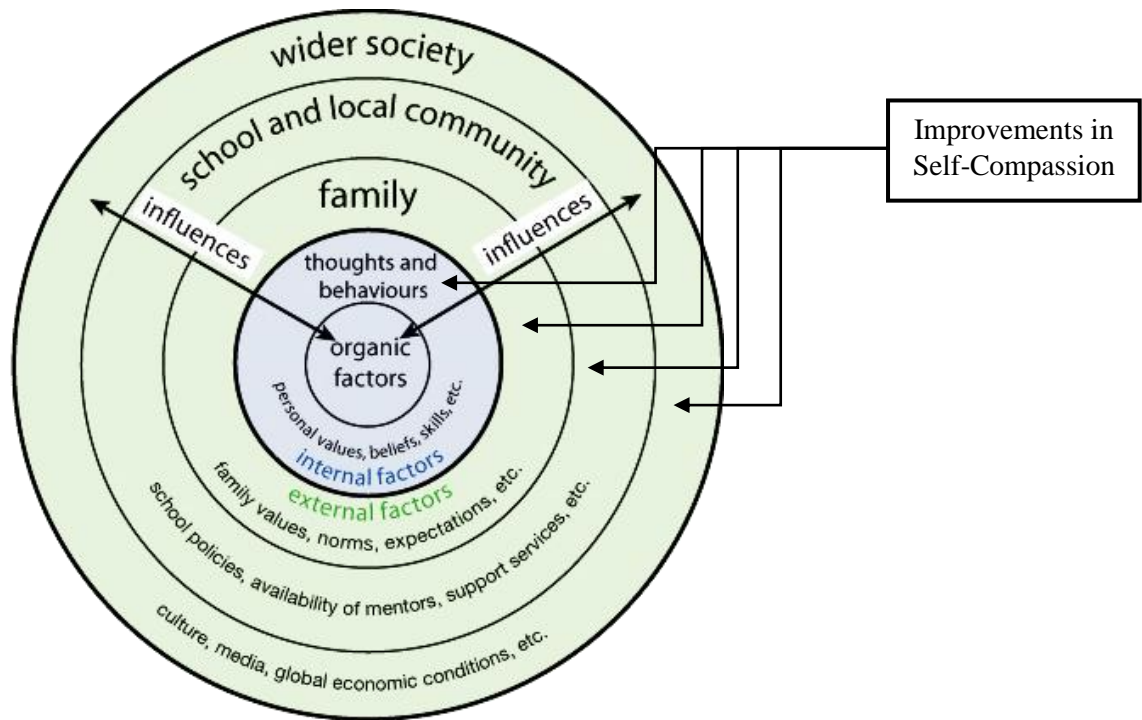 wider society
school and local community
family
influences
influences
thoughts and
behaviours
organic
factors
personal values, beliefs, skills, etc.
internal factors
external factors
family values, norms, expectations, etc.
school policies, availability of mentors, support services, etc.
culture, media, global economic conditions, etc.
Improvements in
Self-Compassion